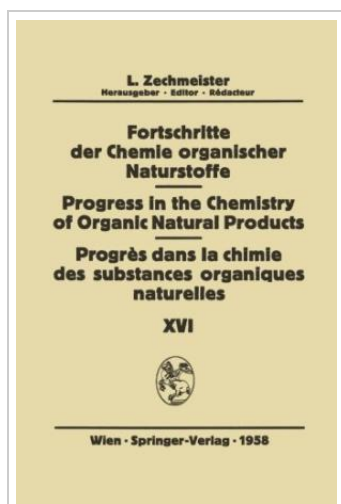 L. Zechmeister
Herausgeber · Editor · Rédacteur
Fortschritte
der Chemie organischer
Naturstoffe
Progress in the Chemistry
of Organic Natural Products
Progrès dans la chimie
des substances organiques
naturelles
XVI
Wien · Springer-Verlag · 1958